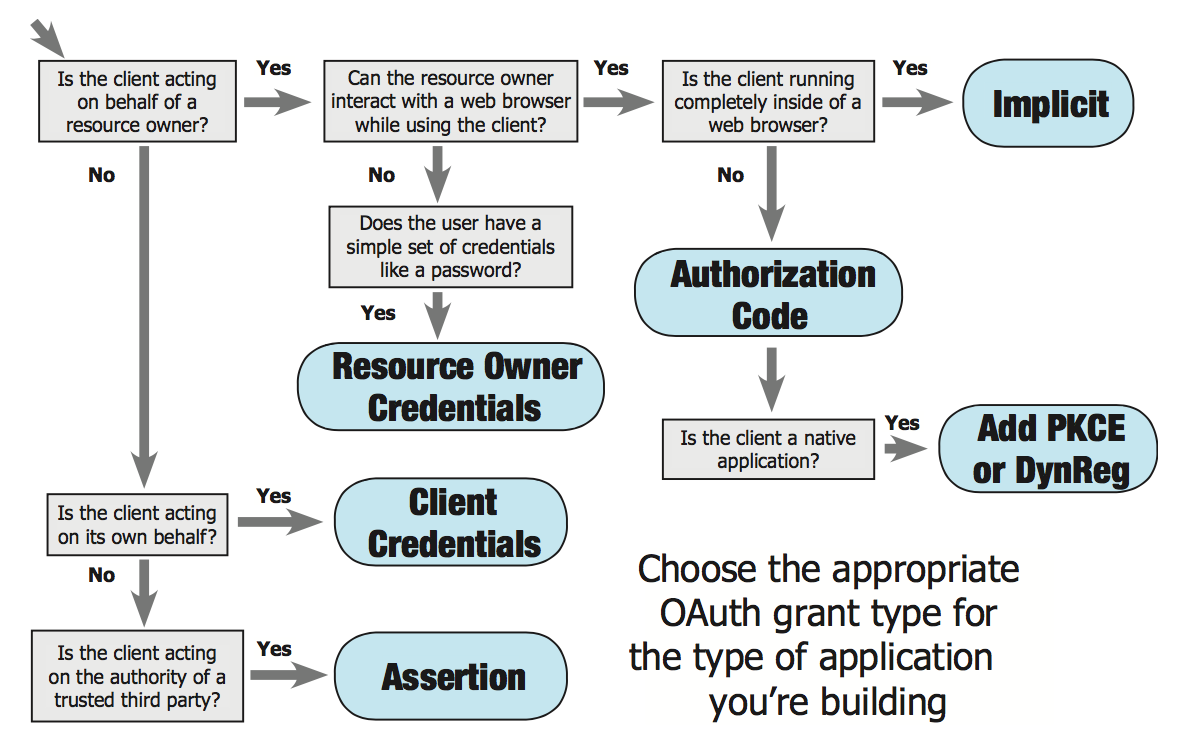 Is the client acting
on behalf of a
resource owner?
Yes
Can the resource owner
interact with a web browser
while using the client?
Yes
Is the client running
completely inside of a
web browser?
Yes
Implicit
No
No
No
Does the user have a
simple set of credentials
like a password?
Yes
Resource Owner
Credentials
Authorization
Code
Is the client a native
application?
Yes
Add PKCE
or DynReg
Is the client acting
on its own behalf?
Yes
Client
Credentials
No
Is the client acting
on the authority of a
trusted third party?
Yes
Assertion
Choose the appropriate
OAuth grant type for
the type of application
you’re building